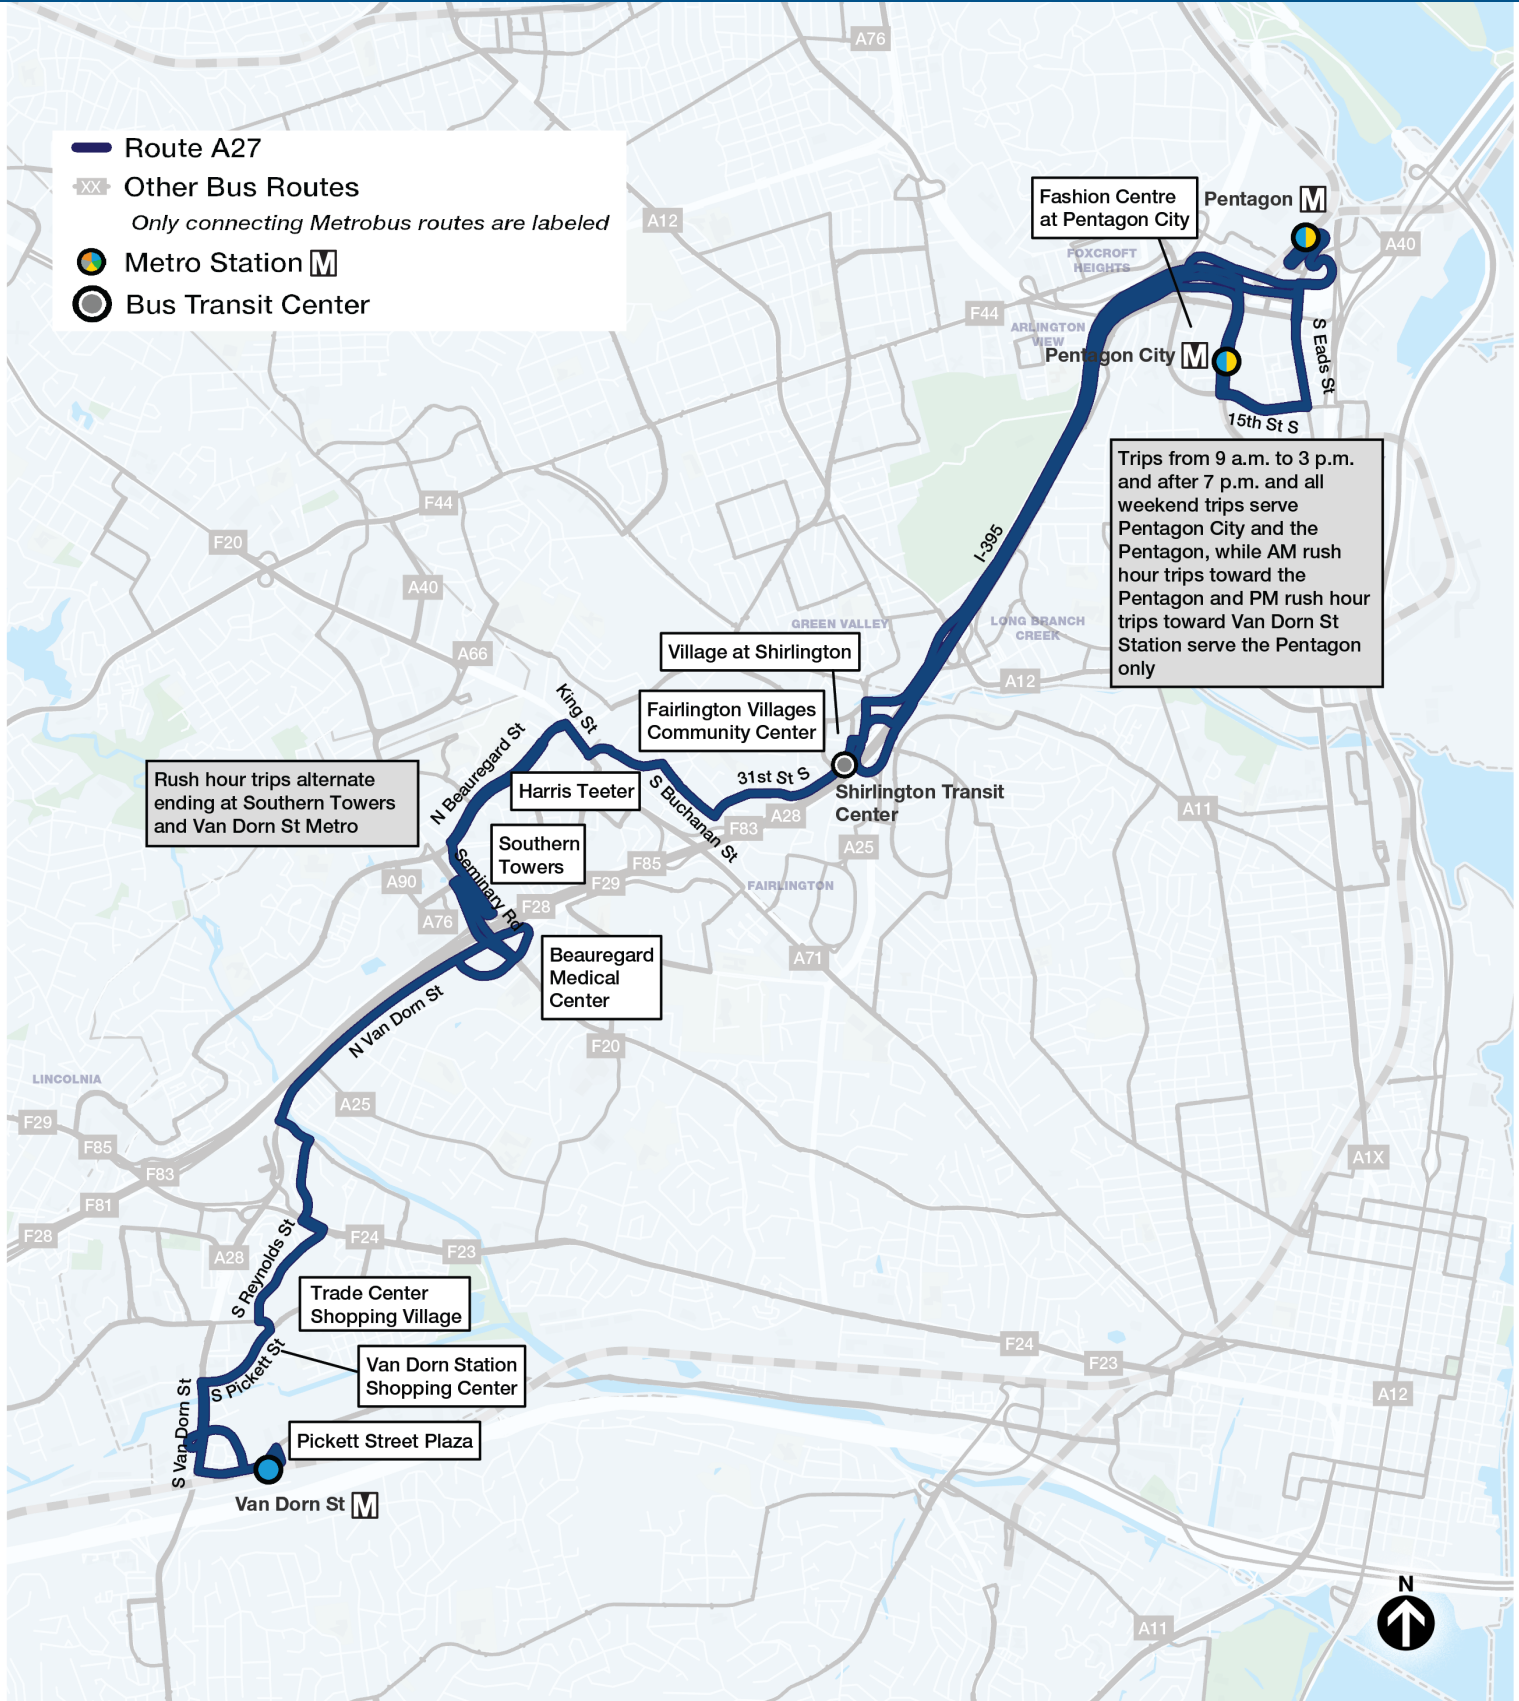 A76
Route A27
XX Other Bus Routes
Only connecting Metrobus routes are labeled
Metro Station M
Bus Transit Center
A12
Fashion Centre
at Pentagon City
Pentagon M
A40
FOXCROFT
HEIGHTS
F44
ARLINGTON
VIEW
Pentagon City M
S Eads St
15th St S
Trips from 9 a.m. to 3 p.m.
and after 7 p.m. and all
weekend trips serve
Pentagon City and the
Pentagon, while AM rush
hour trips toward the
Pentagon and PM rush hour
trips toward Van Dorn St
Station serve the Pentagon
only
I-395
F44
F20
A40
GREEN VALLEY
LONG BRANCH
CREEK
A66
Village at Shirlington
A12
King St
Fairlington Villages
Community Center
N Beauregard St
Rush hour trips alternate
ending at Southern Towers
and Van Dorn St Metro
Harris Teeter
S Buchanan St
31st St S
Shirlington Transit
Center
A11
A28
F83
A25
Southern
Towers
Seminary Rd
F85
F29
A90
FAIRLINGTON
F28
A76
A71
Beauregard
Medical
Center
N Van Dorn St
F20
LINCOLNIA
A25
F29
F85
F83
A1X
F81
F28
A28
F24
F23
S Reynolds St
Trade Center
Shopping Village
F24
F23
Van Dorn Station
Shopping Center
S Pickett St
A12
S Van Dorn St
Pickett Street Plaza
Van Dorn St M
N
A11